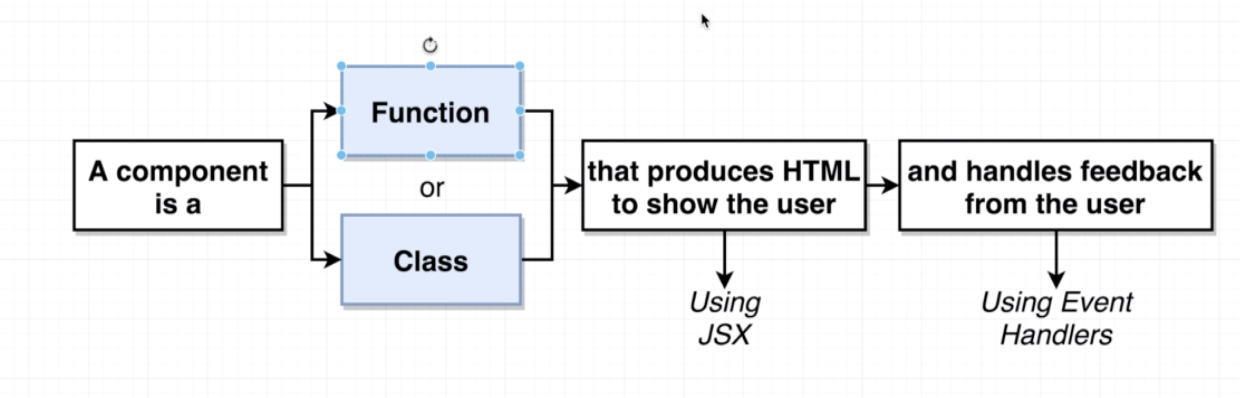 A component
is a
Function
or
Class
that produces HTML
to show the user
Using
JSX
and handles feedback
from the user
Using Event
Handlers